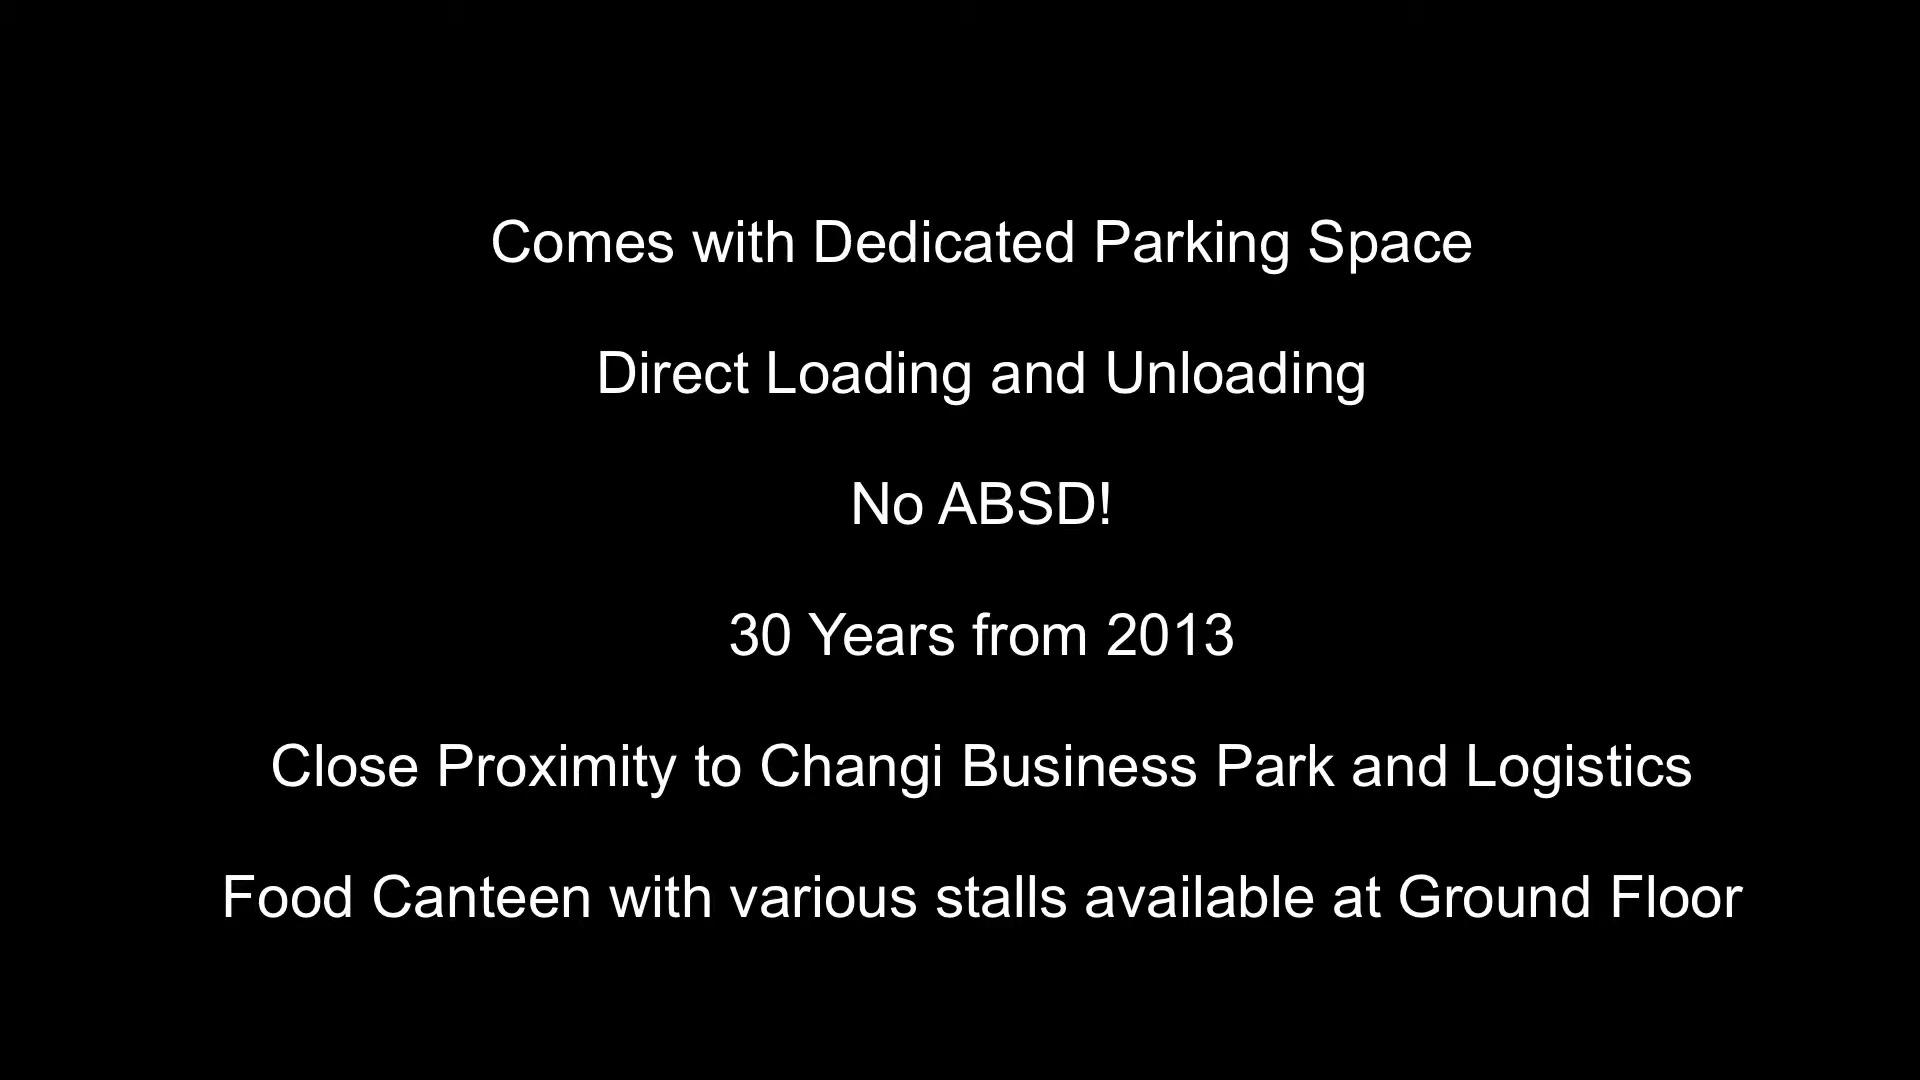 Comes with Dedicated Parking Space
Direct Loading and Unloading
No ABSD!
30 Years from 2013
Close Proximity to Changi Business Park and Logistics
Food Canteen with various stalls available at Ground Floor